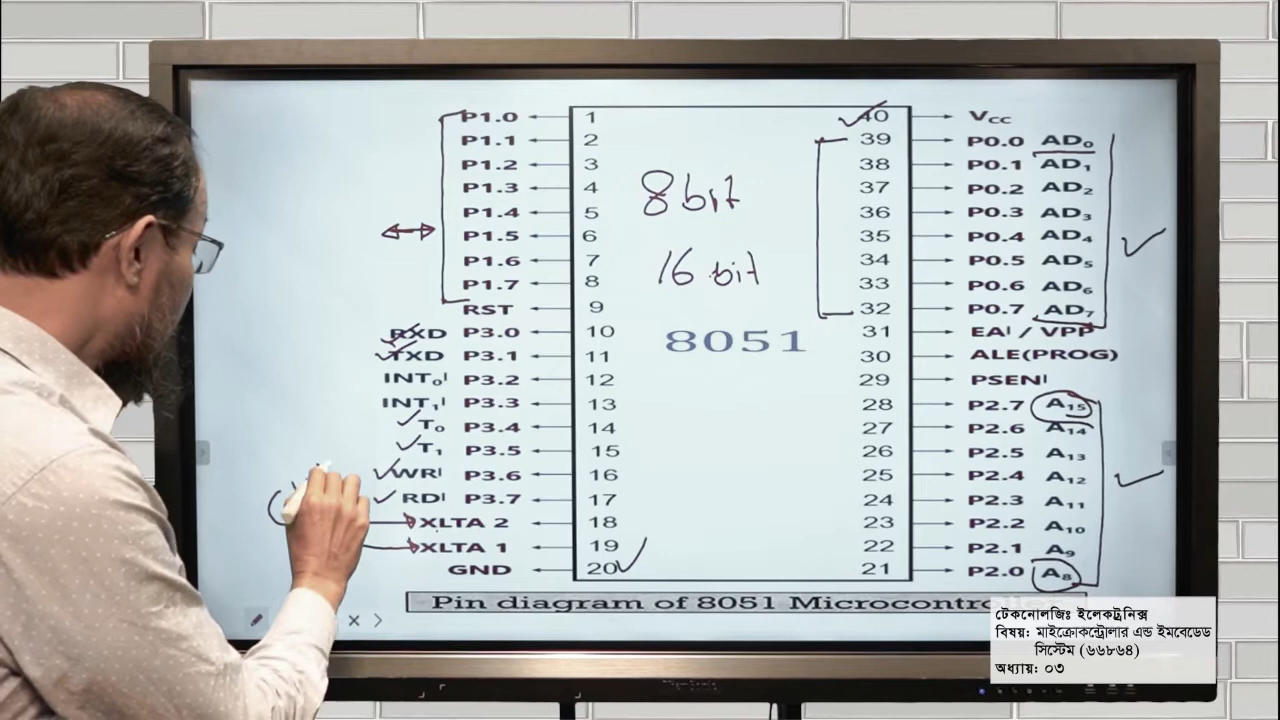 P1.0 1 40 Vcc
P1.1 2 39 P0.0 AD₀
P1.2 3 38 P0.1 AD₁
P1.3 4 8 bit 37 P0.2 AD₂
P1.4 5 36 P0.3 AD₃
P1.5 6 35 P0.4 AD₄
P1.6 7 16 bit 34 P0.5 AD₅
P1.7 8 33 P0.6 AD₆
RST 9 32 P0.7 AD₇
RXD P3.0 10 8051 31 EA' / VPP
TXD P3.1 11 30 ALE(PROG)
INT₀' P3.2 12 29 PSEN'
INT₁' P3.3 13 28 P2.7 A₁₅
T₀ P3.4 14 27 P2.6 A₁₄
T₁ P3.5 15 26 P2.5 A₁₃
WR' P3.6 16 25 P2.4 A₁₂
RD' P3.7 17 24 P2.3 A₁₁
XLTA 2 18 23 P2.2 A₁₀
XLTA 1 19 22 P2.1 A₉
GND 20 21 P2.0 A₈
Pin diagram of 8051
টেকনোলজিঃ ইলেকট্রনিক্স
বিষয়: মাইক্রোকন্ট্রোলার এন্ড ইমবেডেড
সিস্টেম (৬৬৮৬৪)
অধ্যায়: ০৩